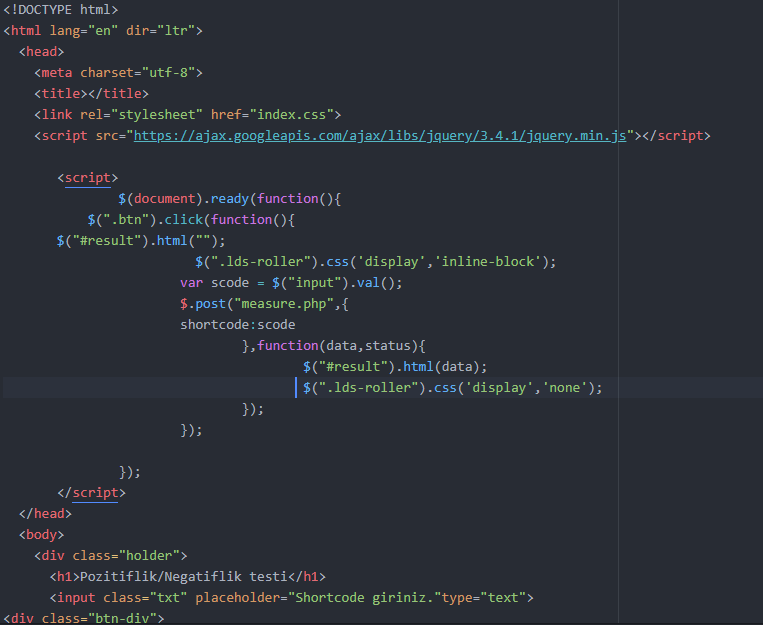 <!DOCTYPE html>
<html lang="en" dir="ltr">
<head>
<meta charset="utf-8">
<title></title>
<link rel="stylesheet" href="index.css">
<script src="https://ajax.googleapis.com/ajax/libs/jquery/3.4.1/jquery.min.js"></script>
<script>
$(document).ready(function(){
$(".btn").click(function(){
$("#result").html("");
$(".lds-roller").css('display','inline-block');
var scode = $("input").val();
$.post("measure.php",{
shortcode:scode
},function(data,status){
$("#result").html(data);
$(".lds-roller").css('display','none');
});
});
});
</script>
</head>
<body>
<div class="holder">
<h1>Pozitiflik/Negatiflik testi</h1>
<input class="txt" placeholder="Shortcode giriniz."type="text">
<div class="btn-div">